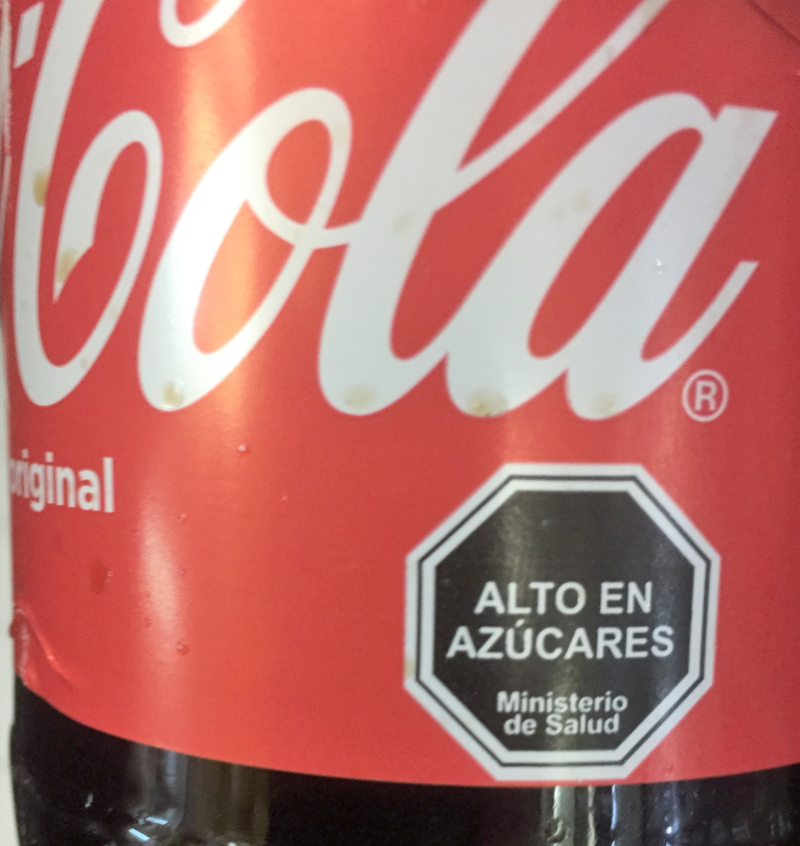 Cola
®
original
ALTO EN
AZÚCARES
Ministerio
de Salud